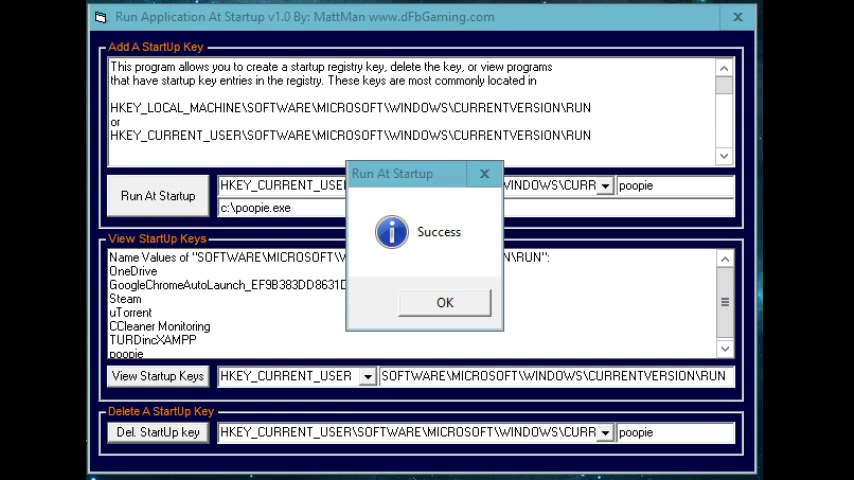 Run Application At Startup v1.0 By: MattMan www.dFbGaming.com
X
Add A StartUp Key
This program allows you to create a startup registry key, delete the key, or view programs
that have startup key entries in the registry. These keys are most commonly located in
HKEY_LOCAL_MACHINE\SOFTWARE\MICROSOFT\WINDOWS\CURRENTVERSION\RUN
or
HKEY_CURRENT_USER\SOFTWARE\MICROSOFT\WINDOWS\CURRENTVERSION\RUN
Run At Startup
X
Run At Startup
HKEY_CURRENT_USE
WINDOWS\CURR
poopie
c:\poopie.exe
Success
OK
View StartUp Keys
Name Values of "SOFTWARE\MICROSOFT\W
N\RUN":
OneDrive
GoogleChromeAutoLaunch_EF9B383DD8631D
Steam
uTorrent
CCleaner Monitoring
TURDincXAMPP
poopie
View Startup Keys
HKEY_CURRENT_USER
SOFTWARE\MICROSOFT\WINDOWS\CURRENTVERSION\RUN
Delete A StartUp Key
Del. StartUp key
HKEY_CURRENT_USER\SOFTWARE\MICROSOFT\WINDOWS\CURR
poopie